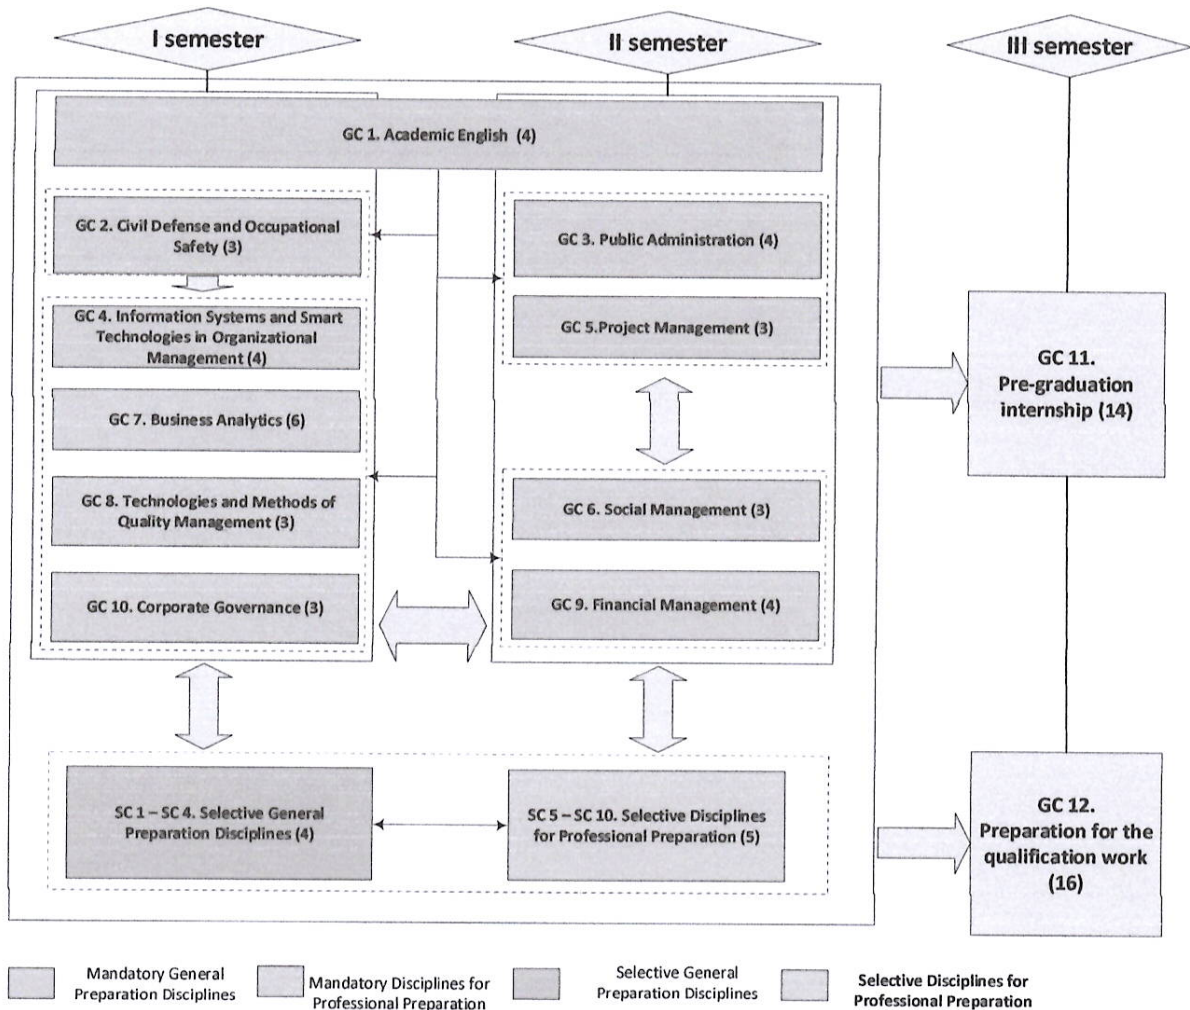 I semester
II semester
III semester
GC 1. Academic English (4)
GC 2. Civil Defense and Occupational
Safety (3)
GC 3. Public Administration (4)
GC 4. Information Systems and Smart
Technologies in Organizational
Management (4)
GC 5.Project Management (3)
GC 11.
Pre-graduation
internship (14)
GC 7. Business Analytics (6)
GC 8. Technologies and Methods of
Quality Management (3)
GC 6. Social Management (3)
GC 10. Corporate Governance (3)
GC 9. Financial Management (4)
SC 1 – SC 4. Selective General
Preparation Disciplines (4)
SC 5 – SC 10. Selective Disciplines
for Professional Preparation (5)
GC 12.
Preparation for the
qualification work
(16)
Mandatory General
Preparation Disciplines
Mandatory Disciplines for
Professional Preparation
Selective General
Preparation Disciplines
Selective Disciplines for
Professional Preparation